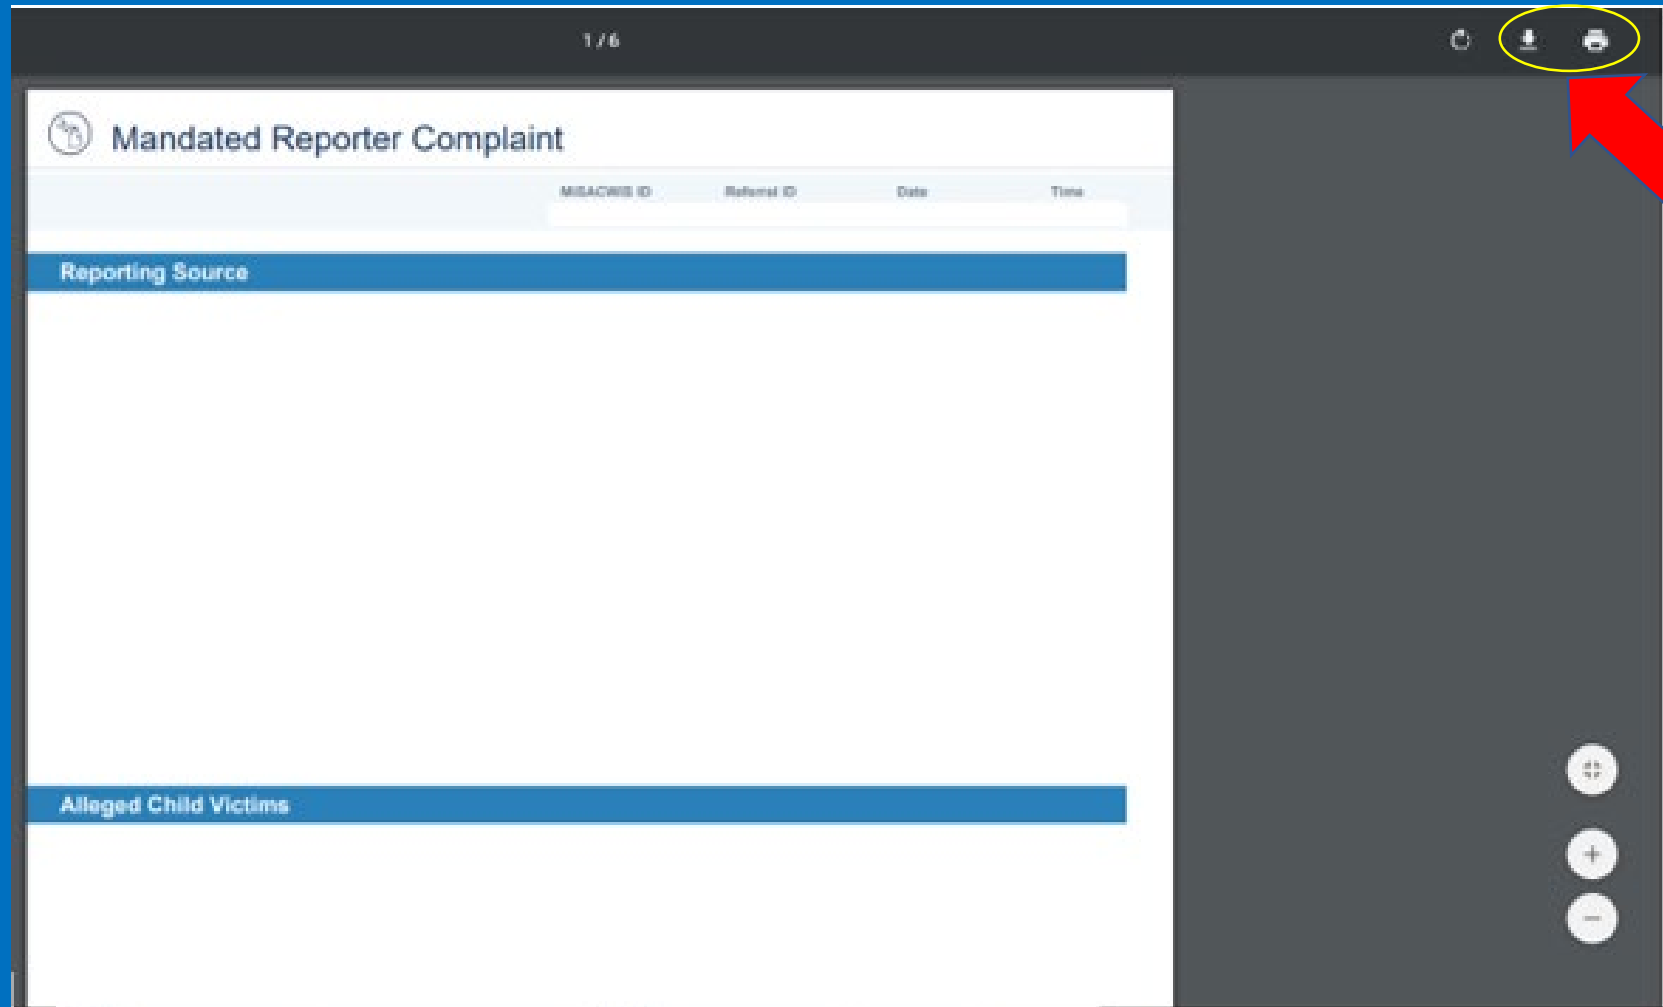 1 / 6
Mandated Reporter Complaint
MiSACWIS ID Referral ID Date Time
Reporting Source
Alleged Child Victims